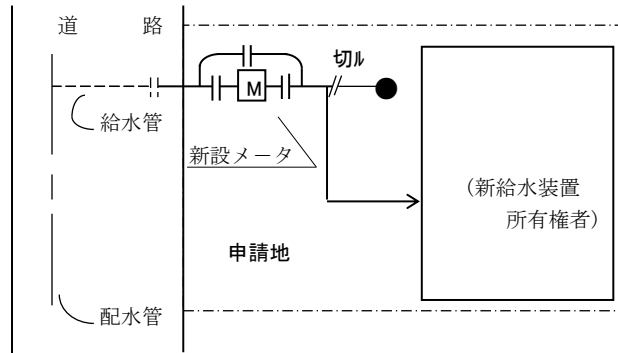 道　　路
切ﾙ
M
給水管
新設メータ
（新給水装置
所有権者）
申請地
配水管